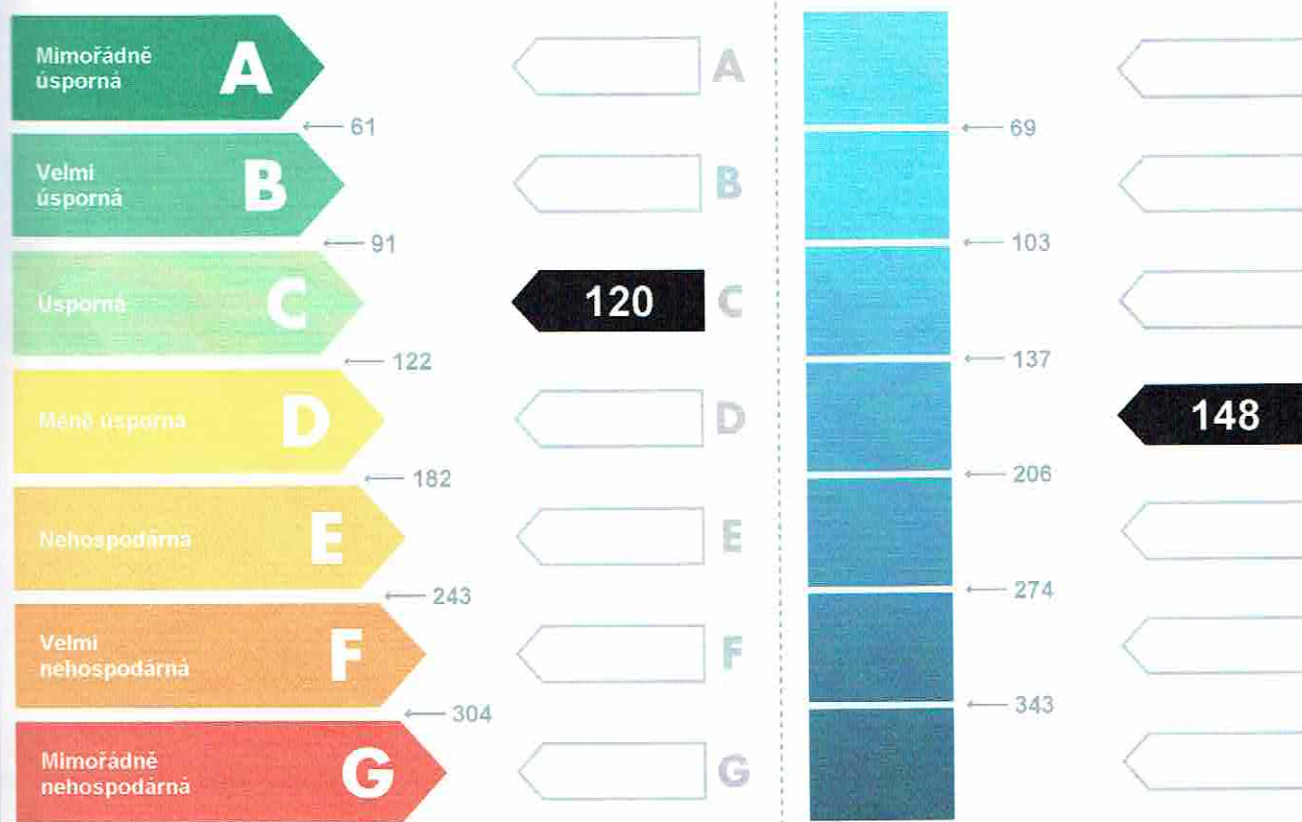 Mimořádně
úsporná
A
A
61
69
Velmi
úsporná
B
B
91
103
Úsporná
C
120
C
122
137
Méně úsporná
D
D
148
182
206
Nehospodárná
E
E
243
274
Velmi
nehospodárná
F
F
304
343
Mimořádně
nehospodárná
G
G